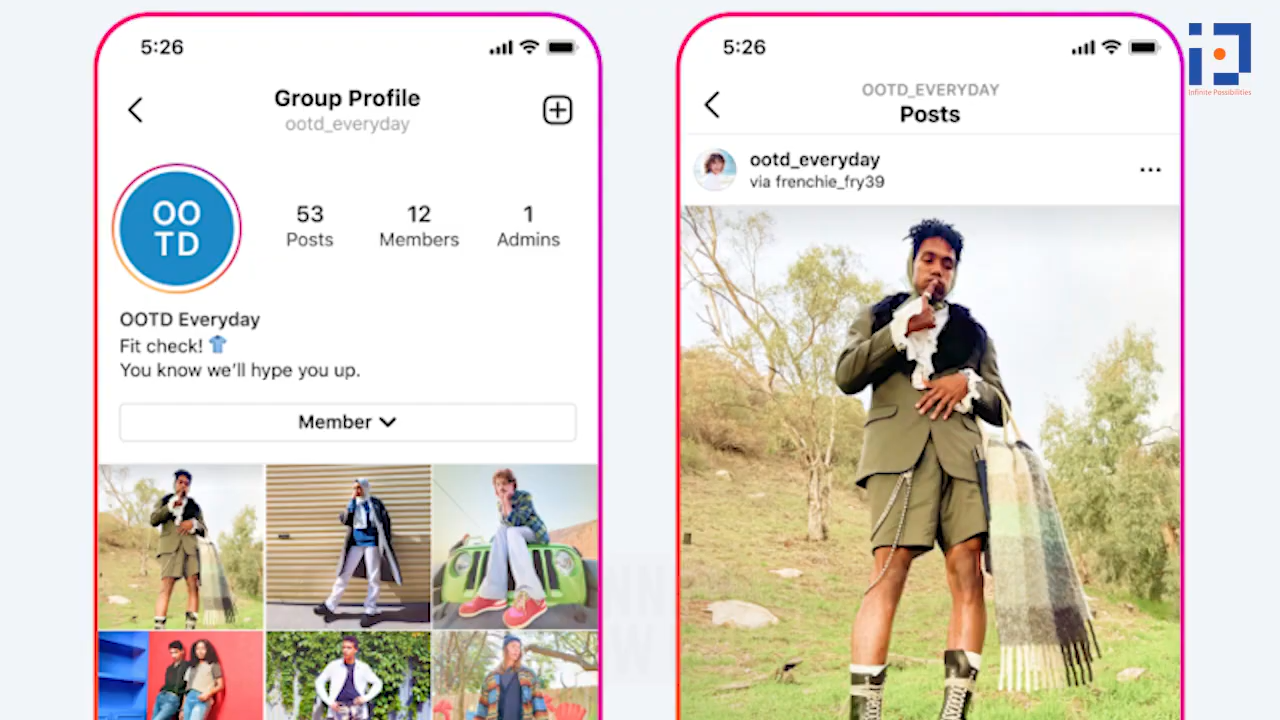 5:26
Group Profile
ootd_everyday
OO
TD
53
Posts
12
Members
1
Admins
OOTD Everyday
Fit check! 👕
You know we'll hype you up.
Member
5:26
OOTD_EVERYDAY
Posts
ootd_everyday
via frenchie_fry39
Infinite Possibilities